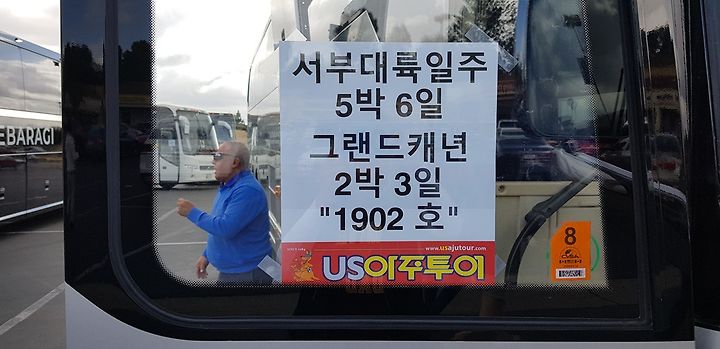 서부대륙일주
5박 6일
그랜드캐년
2박 3일
"1902 호"
www.usajutour.com
US아주투어
EBARAGI
8
CVSA